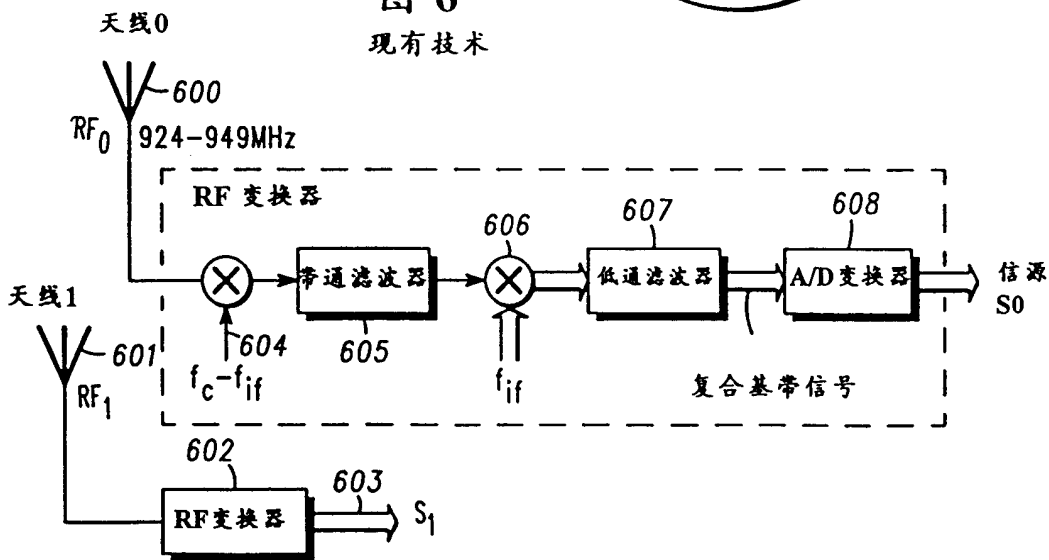 图 6
现有技术
天线0
600
RF0
924-949MHz
RF 变换器
606
607
608
带通滤波器
低通滤波器
A/D变换器
信源
S0
604
605
fc-fif
fif
复合基带信号
天线1
601
RF1
602
603
RF变换器
S1